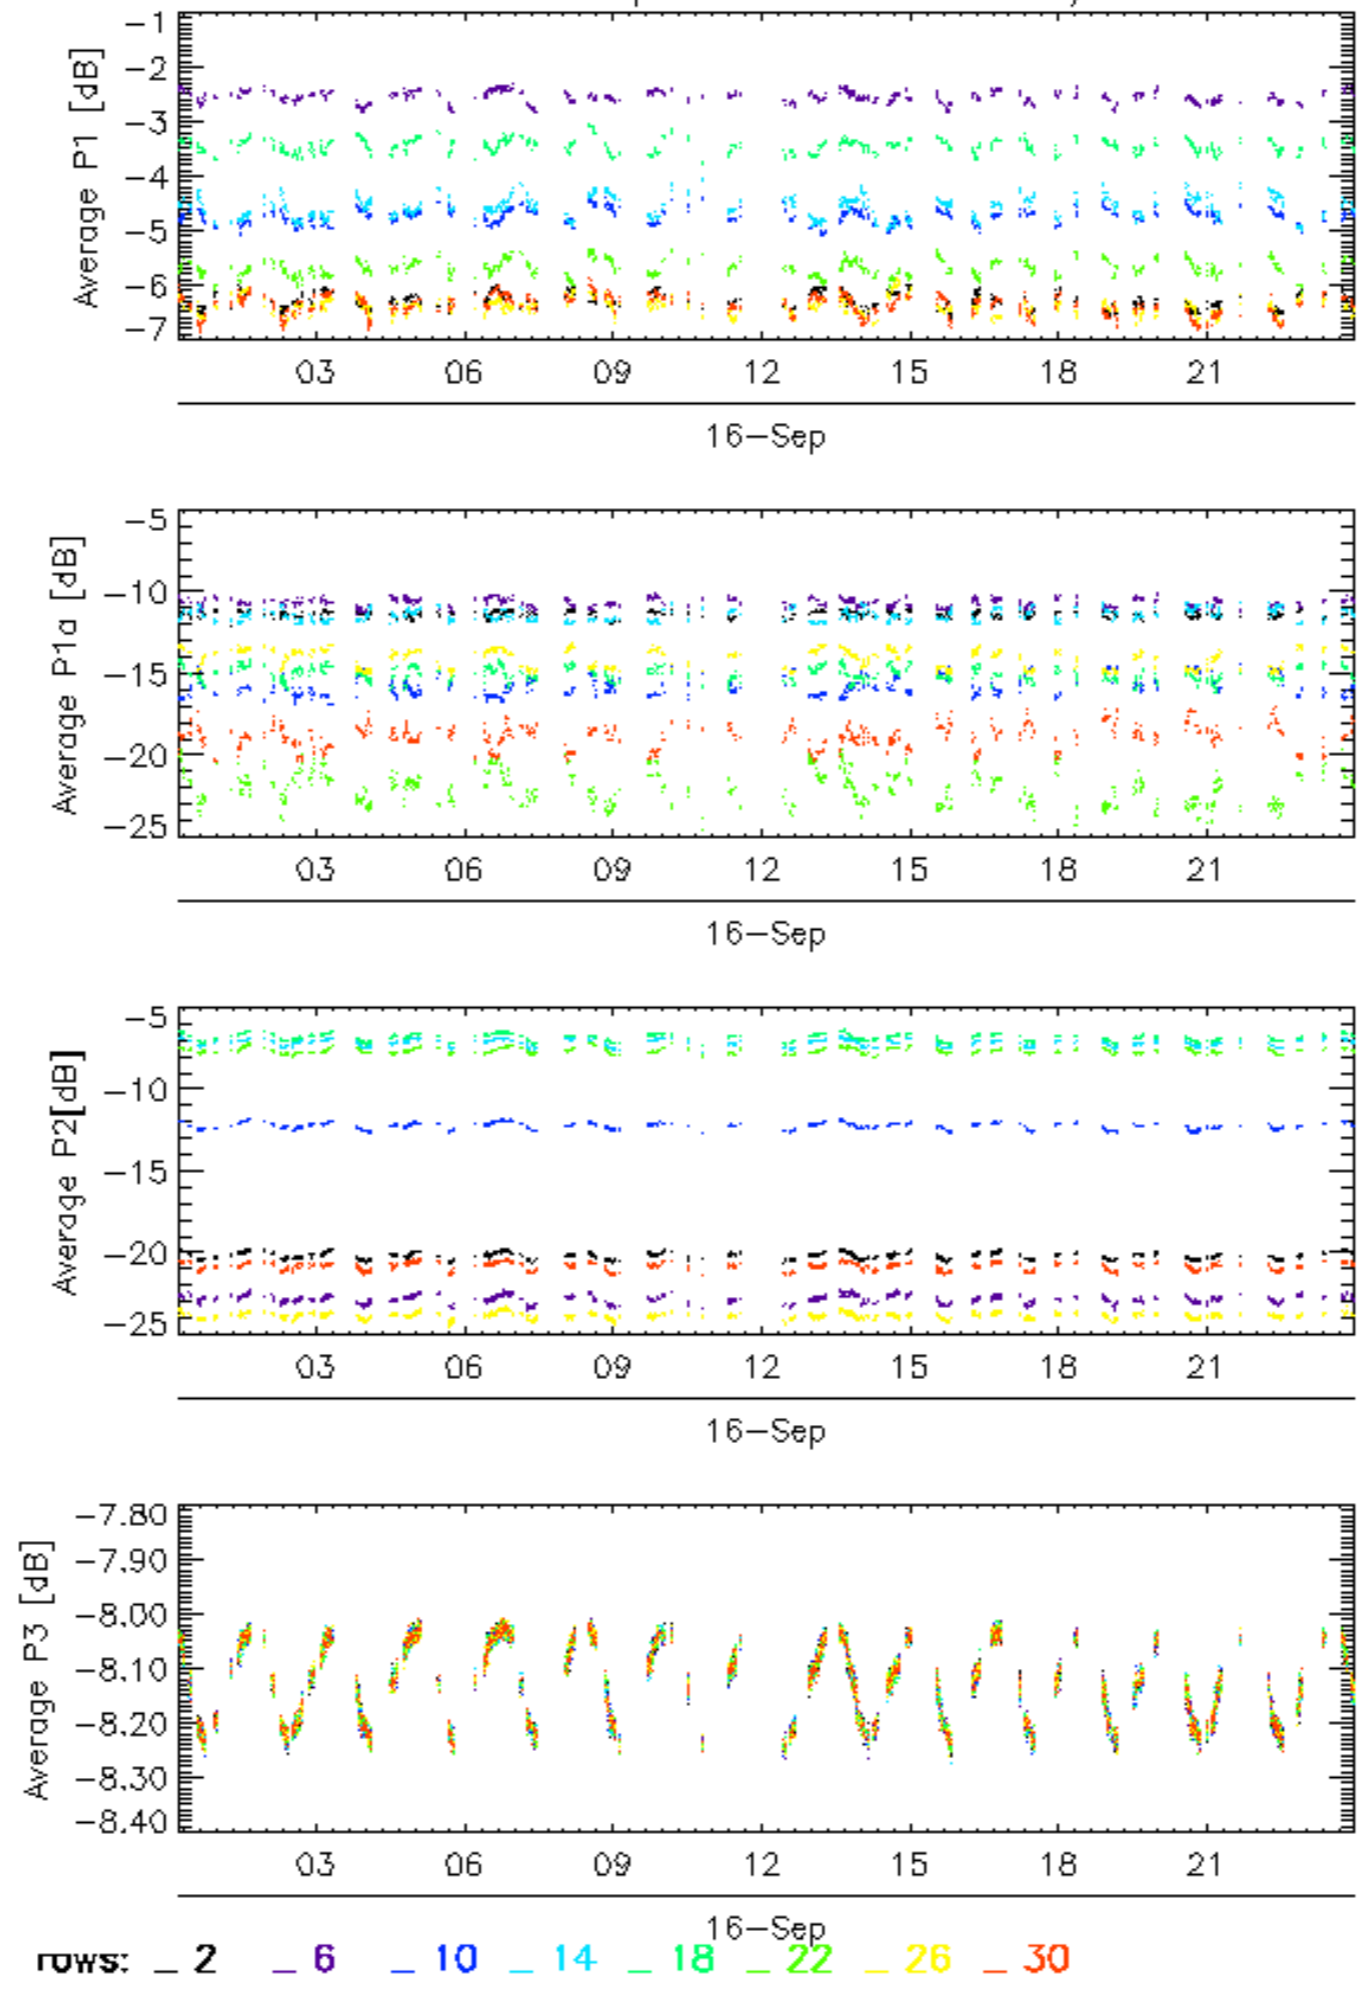 Average P1 [dB]
−1
−2
−3
−4
−5
−6
−7
03 06 09 12 15 18 21
16−Sep
Average P1a [dB]
−5
−10
−15
−20
−25
03 06 09 12 15 18 21
16−Sep
Average P2[dB]
−5
−10
−15
−20
−25
03 06 09 12 15 18 21
16−Sep
Average P3 [dB]
−7.80
−7.90
−8.00
−8.10
−8.20
−8.30
−8.40
03 06 09 12 15 18 21
16−Sep
rows: _ 2 _ 6 _ 10 _ 14 _ 18 _ 22 _ 26 _ 30